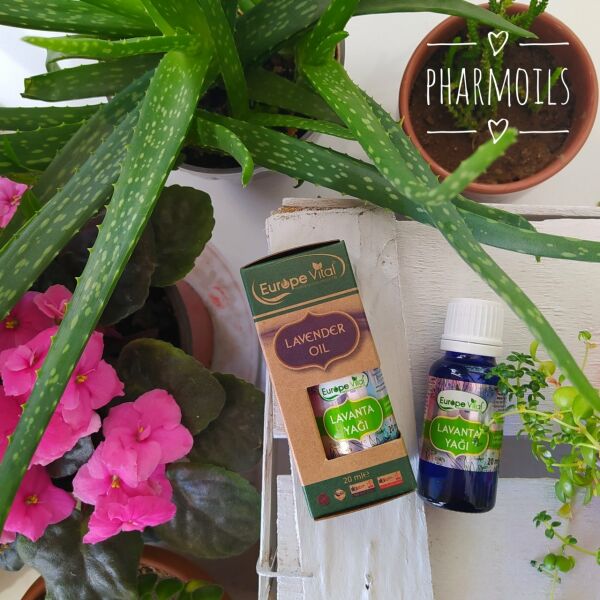 PHARMOILS
Europe Vital
LAVENDER
OIL
Europe Vital
LAVANTA
YAĞI
20 ml e
Europe Vital
LAVANTA
YAĞI